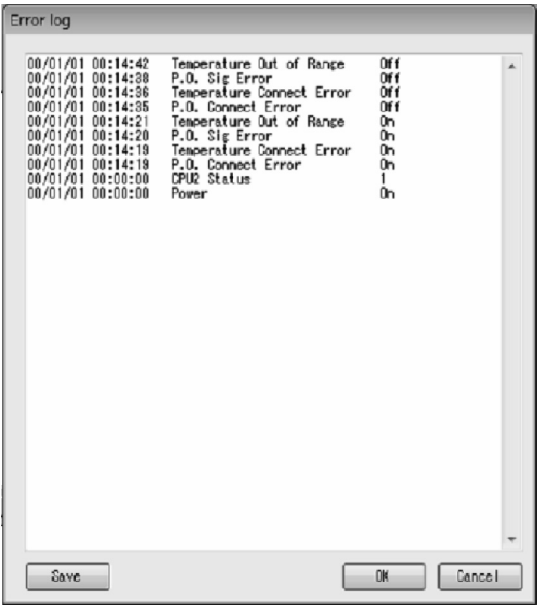 Error log
00/01/01 00:14:42 Temperature Out of Range Off
00/01/01 00:14:38 P.O. Sig Error Off
00/01/01 00:14:36 Temperature Connect Error Off
00/01/01 00:14:35 P.O. Connect Error Off
00/01/01 00:14:21 Temperature Out of Range On
00/01/01 00:14:20 P.O. Sig Error On
00/01/01 00:14:19 Temperature Connect Error On
00/01/01 00:14:19 P.O. Connect Error On
00/01/01 00:00:00 CPU2 Status 1
00/01/01 00:00:00 Power On
Save OK Cancel